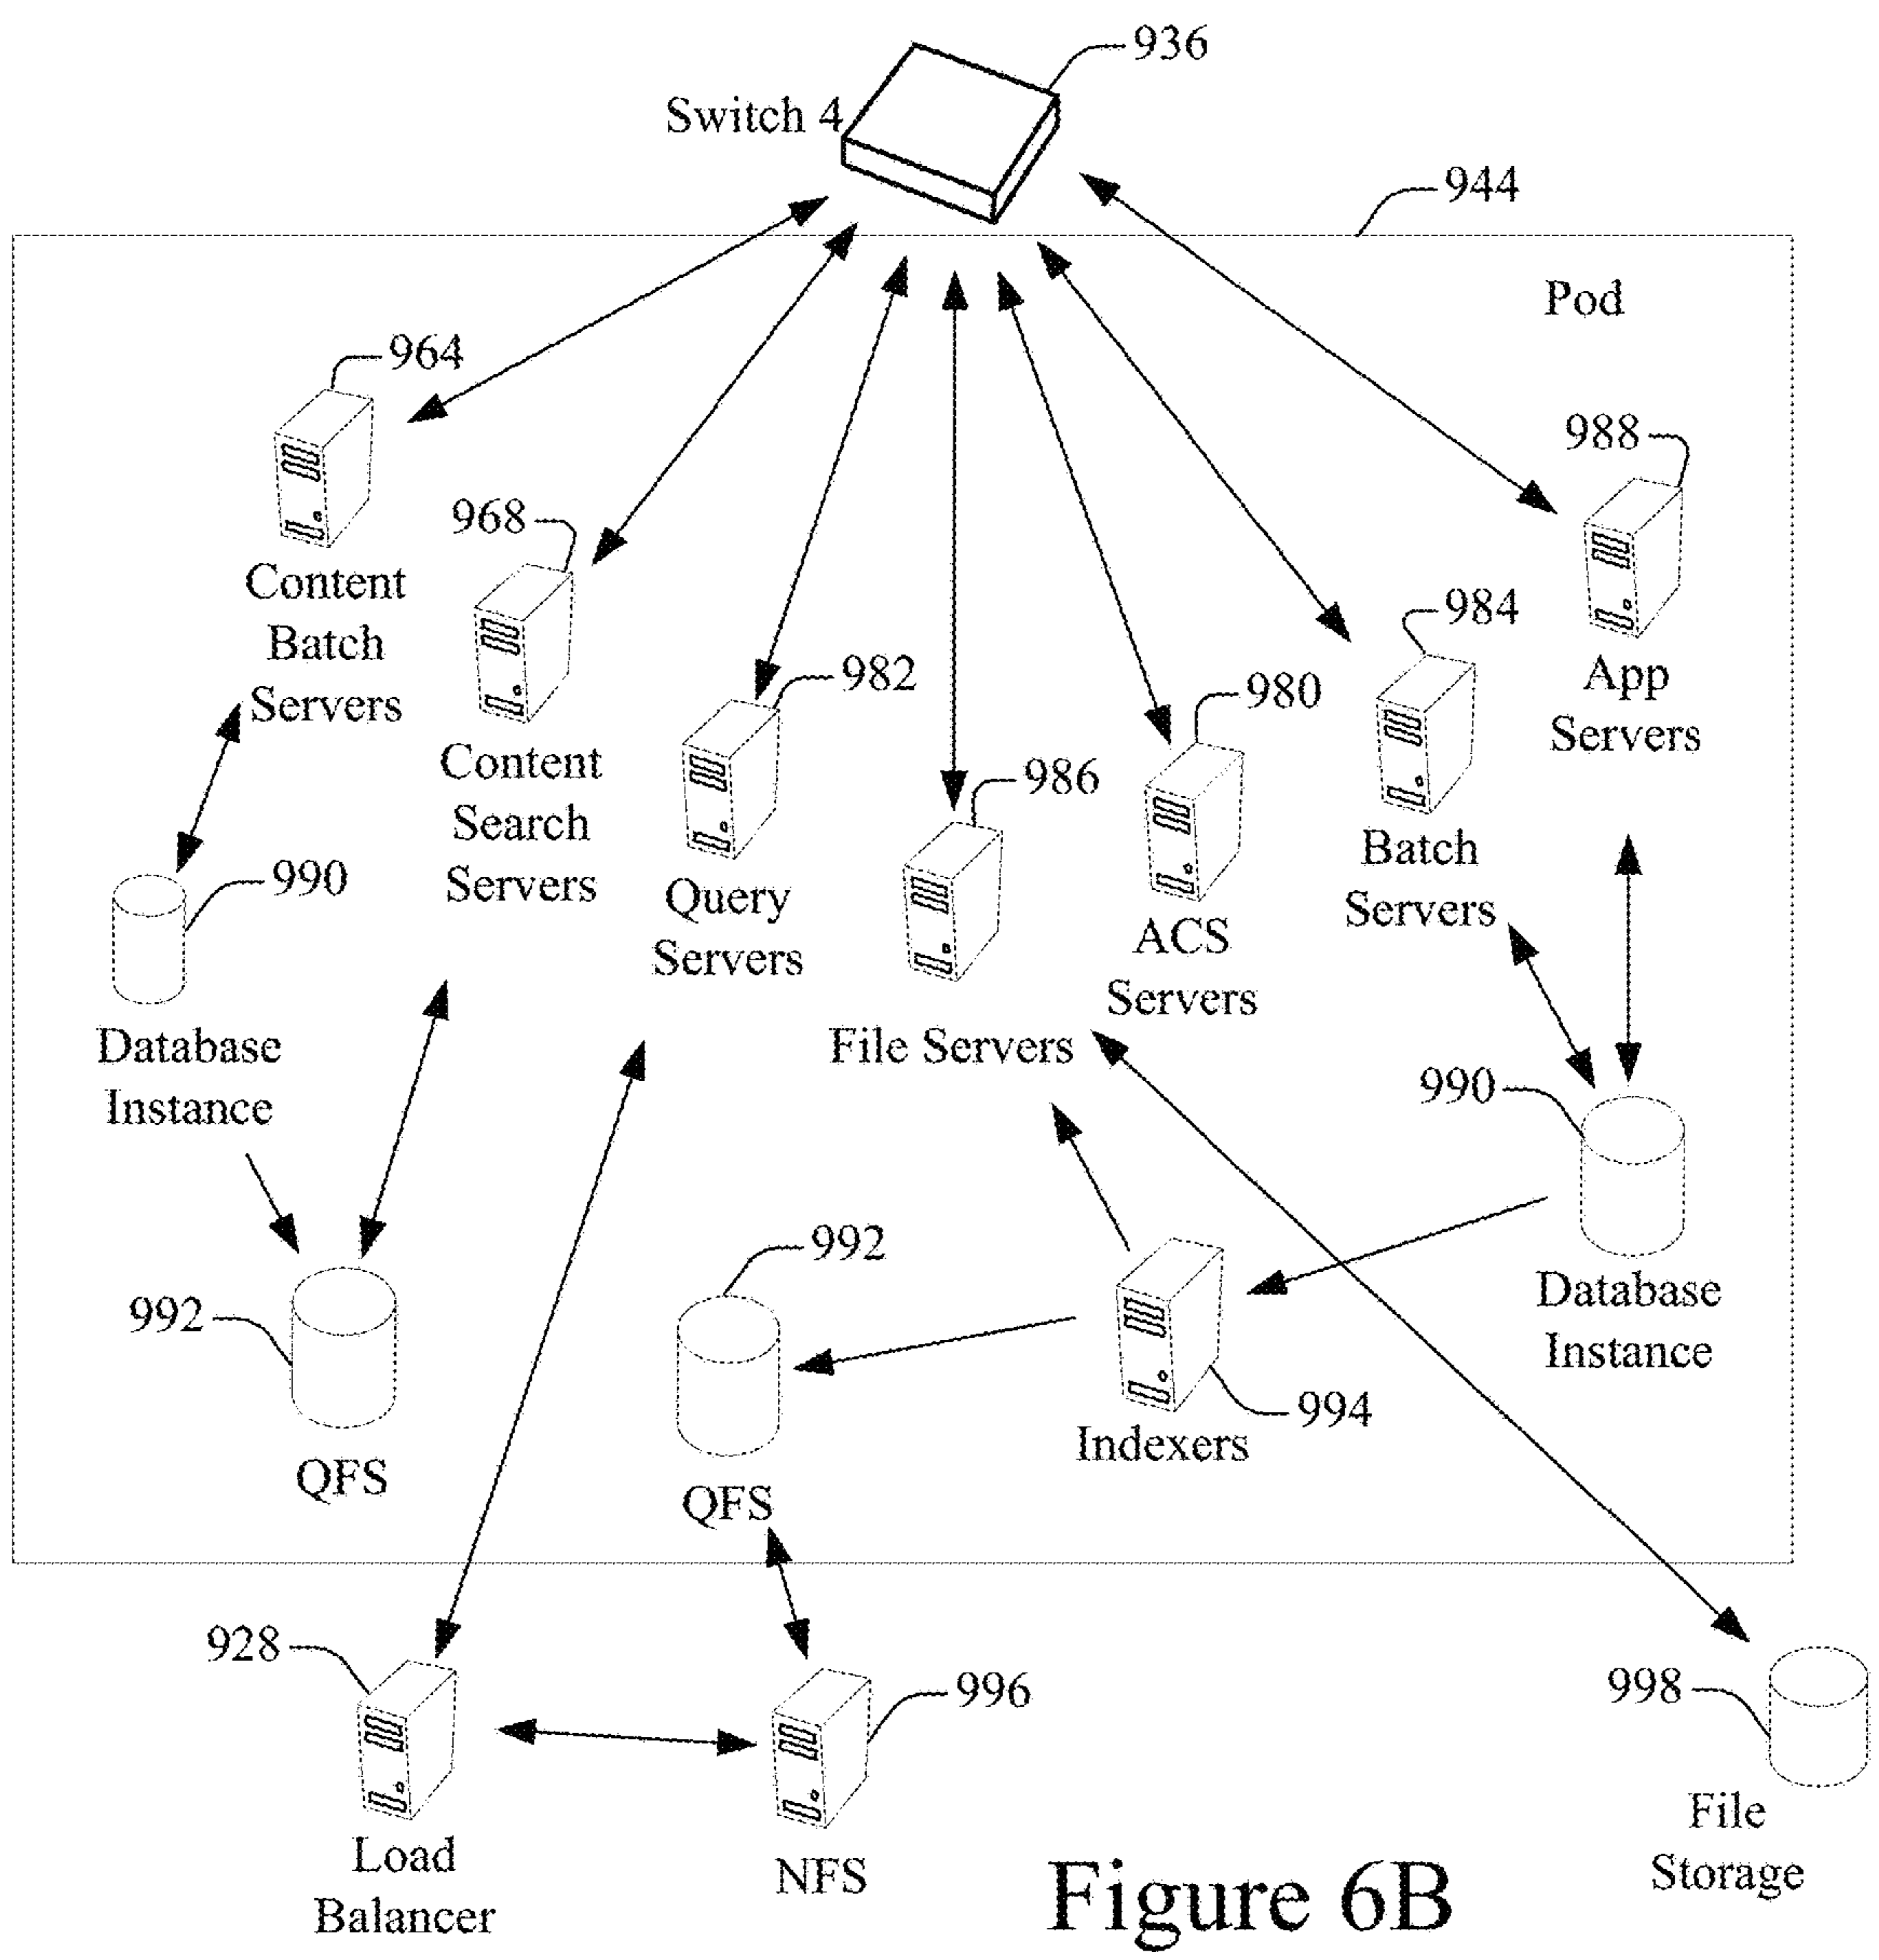 936
Switch 4
944
Pod
964
988
968
Content
Batch
Servers
984
982
980
App
Servers
Content
Search
Servers
986
Batch
Servers
990
Query
Servers
ACS
Servers
Database
Instance
File Servers
990
992
992
Database
Instance
994
Indexers
QFS
QFS
928
996
998
Load
Balancer
NFS
File
Storage
Figure 6B